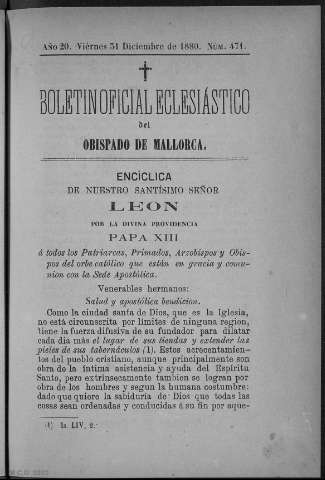 Año 20. Viérnes 31 Diciembre de 1880. Núm. 471.
BOLETIN OFICIAL ECLESIÁSTICO
del
OBISPADO DE MALLORCA.
ENCÍCLICA
DE NUESTRO SANTÍSIMO SEÑOR
LEON
POR LA DIVINA PROVIDENCIA
PAPA XIII
á todos los Patriarcas, Primados, Arzobispos y Obis-
pos del orbe católico que están en gracia y comu-
nion con la Sede Apostólica.
Venerables hermanos:
Salud y apostólica bendicion.
Como la ciudad santa de Dios, que es la Iglesia,
no está circunscrita por límites de ninguna region,
tiene la fuerza difusiva de su fundador para dilatar
cada dia más el lugar de sus tiendas y extender las
pieles de sus tabernáculos (1). Estos acrecentamien-
tos del pueblo cristiano, aunque principalmente son
obra de la íntima asistencia y ayuda del Espíritu
Santo, pero extrinsecamente tambien se logran por
obra de los hombres y segun la humana costumbre:
dado que quiere la sabiduría de Dios que todas las
cosas sean ordenadas y conducidas á su fin por aque-
(1) Is. LIV, 2.